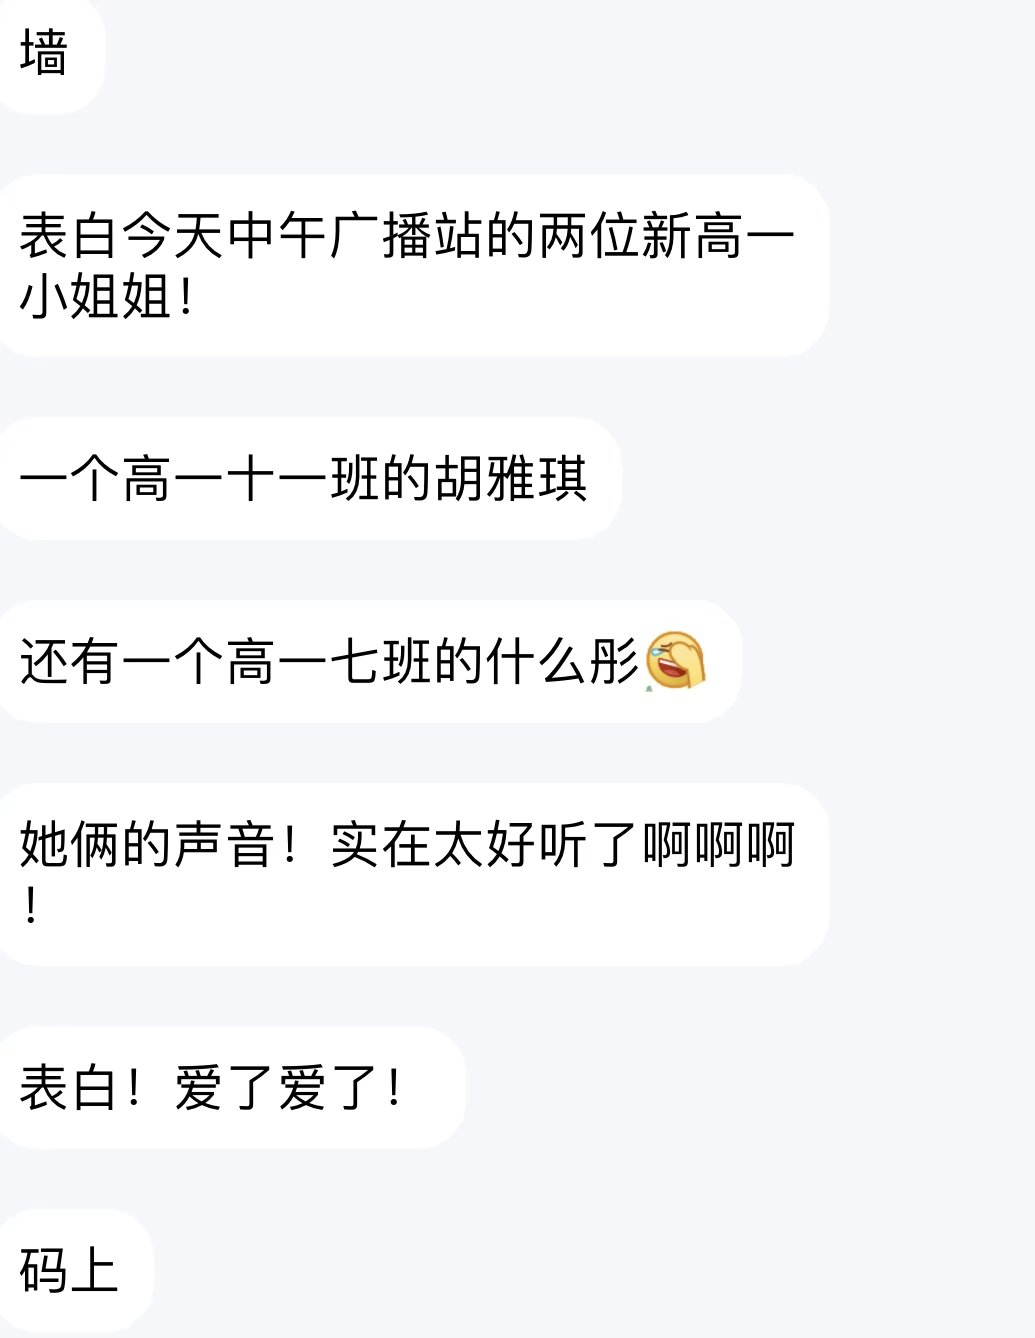 墙
表白今天中午广播站的两位新高一
小姐姐！
一个高一十一班的胡雅琪
还有一个高一七班的什么彤
她俩的声音！实在太好听了啊啊啊
！
表白！爱了爱了！
码上